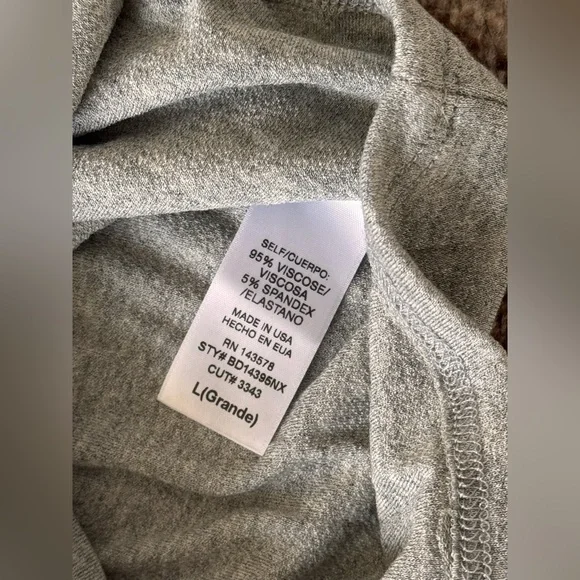 SELF/CUERPO:
95% VISCOSE/
VISCOSA
5% SPANDEX
/ELASTANO
MADE IN USA
HECHO EN EUA
RN 143578
STY# BD14395NX
CUT# 3343
L(Grande)